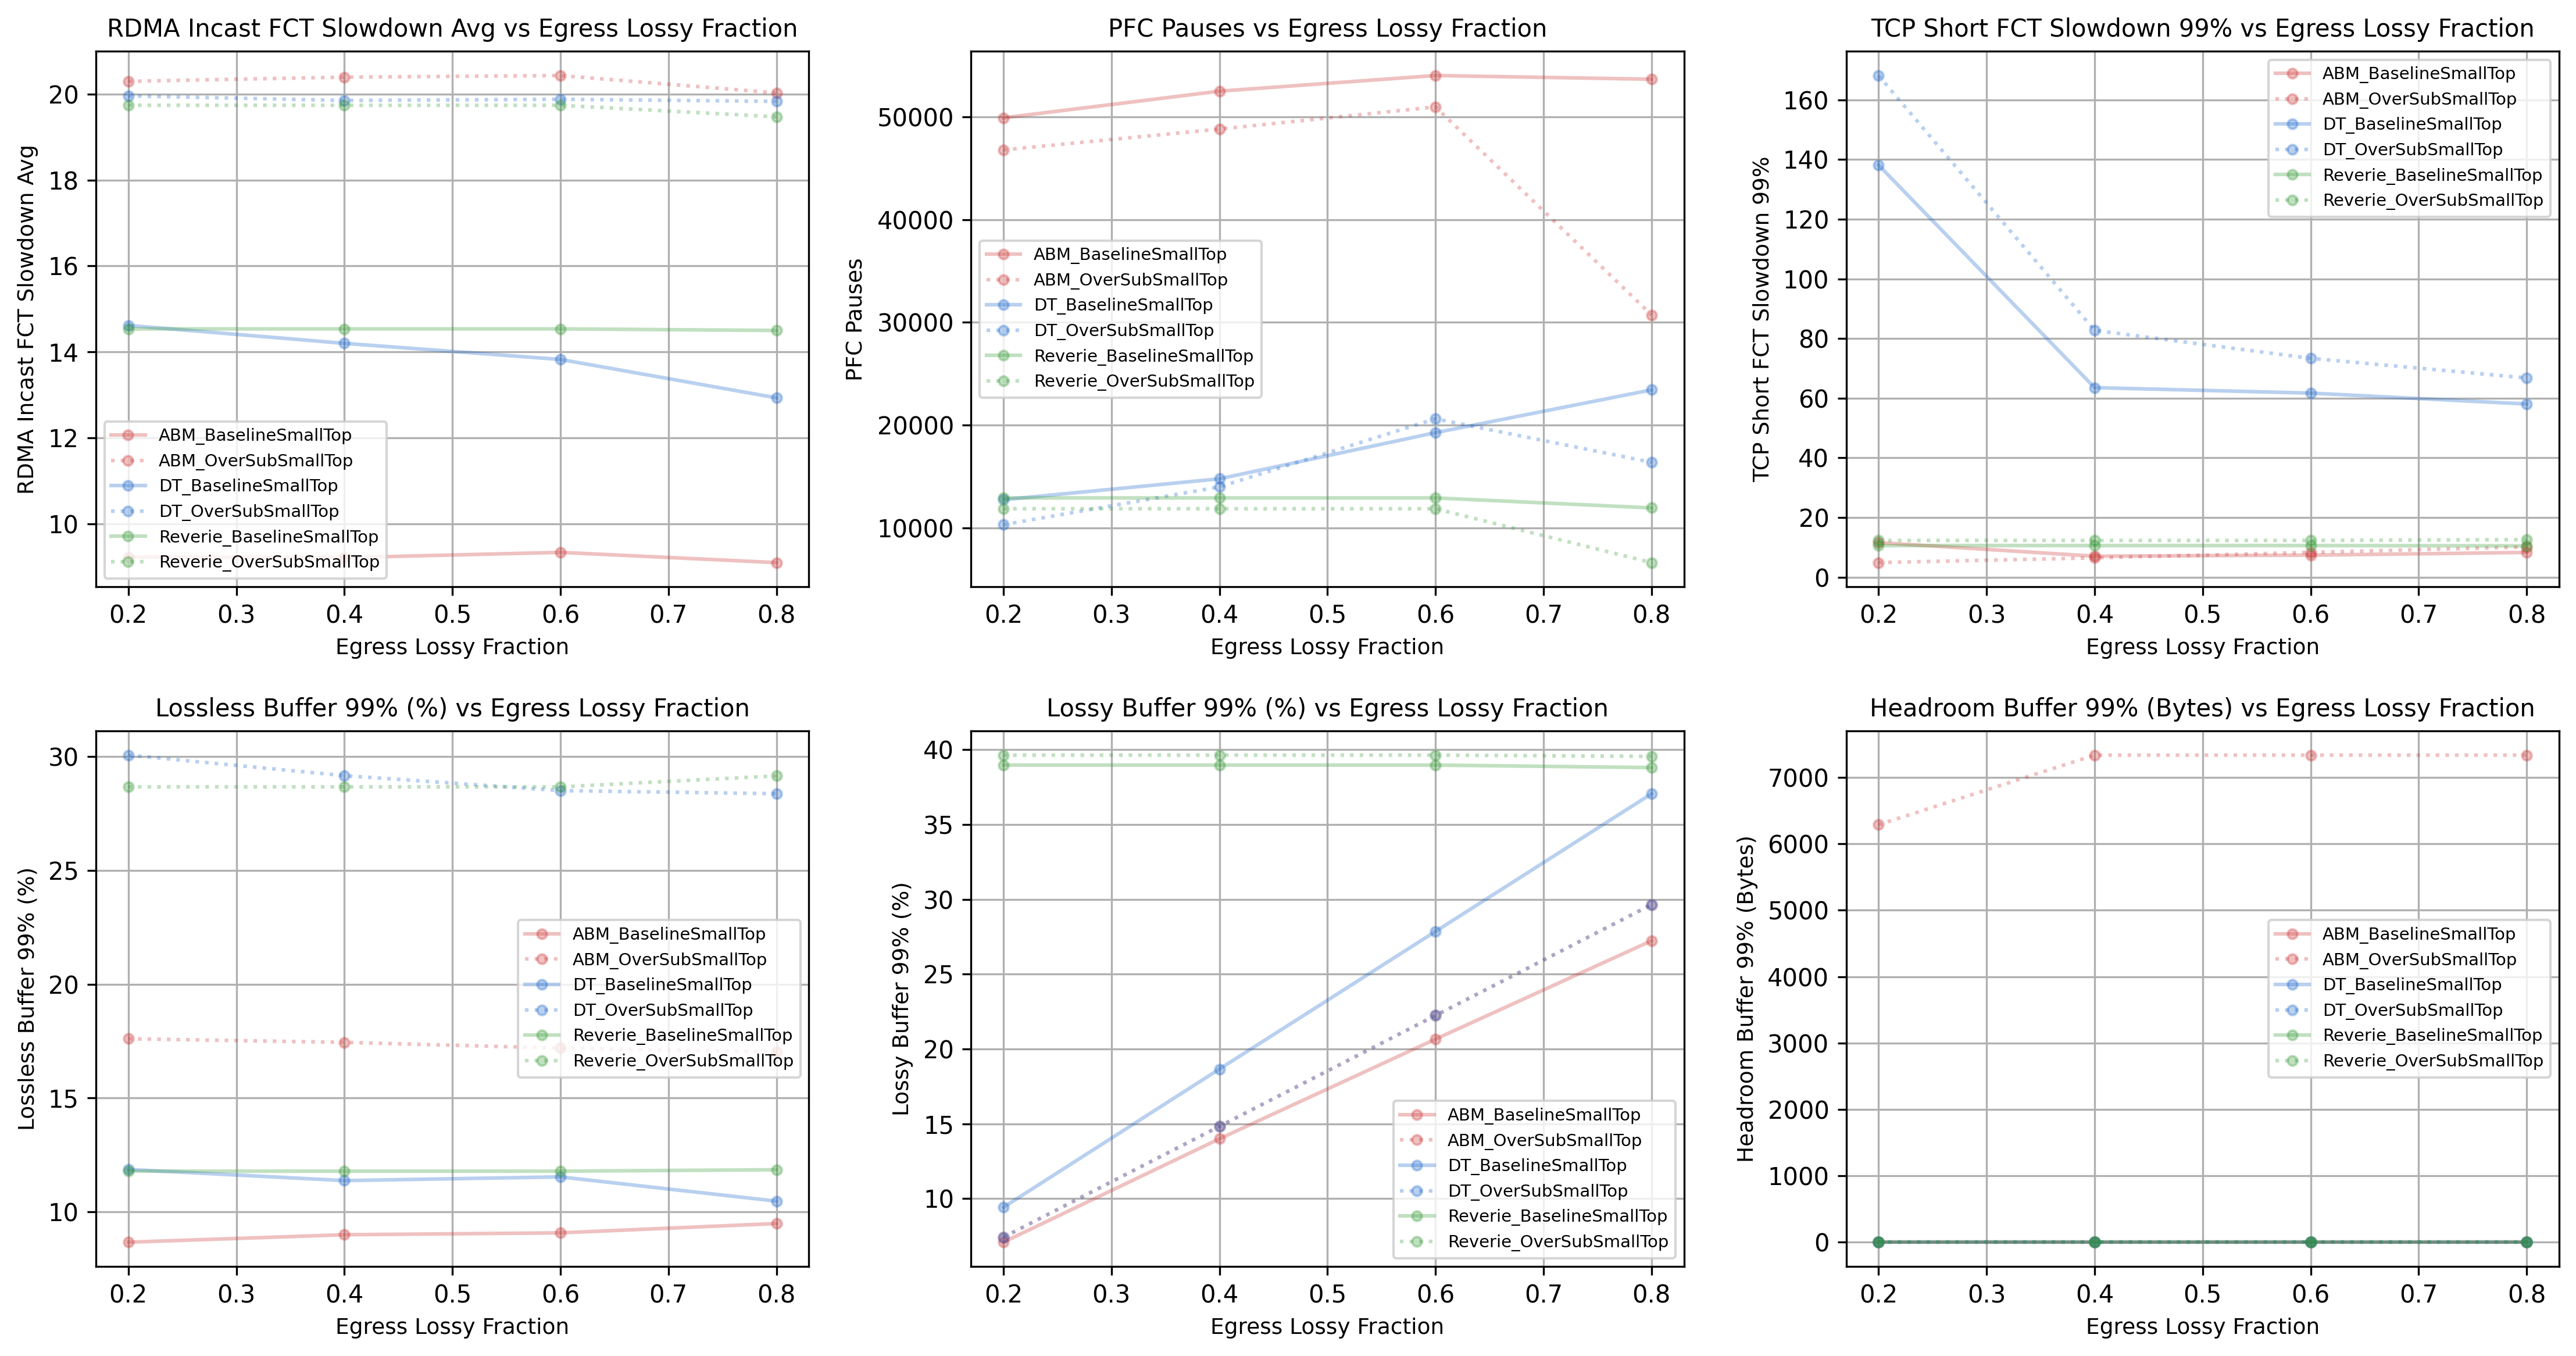 RDMA Incast FCT Slowdown Avg vs Egress Lossy Fraction
RDMA Incast FCT Slowdown Avg
20
18
16
14
12
10
ABM_BaselineSmallTop
ABM_OverSubSmallTop
DT_BaselineSmallTop
DT_OverSubSmallTop
Reverie_BaselineSmallTop
Reverie_OverSubSmallTop
0.2 0.3 0.4 0.5 0.6 0.7 0.8
Egress Lossy Fraction
PFC Pauses vs Egress Lossy Fraction
PFC Pauses
50000
40000
30000
20000
10000
ABM_BaselineSmallTop
ABM_OverSubSmallTop
DT_BaselineSmallTop
DT_OverSubSmallTop
Reverie_BaselineSmallTop
Reverie_OverSubSmallTop
0.2 0.3 0.4 0.5 0.6 0.7 0.8
Egress Lossy Fraction
TCP Short FCT Slowdown 99% vs Egress Lossy Fraction
TCP Short FCT Slowdown 99%
160
140
120
100
80
60
40
20
0
ABM_BaselineSmallTop
ABM_OverSubSmallTop
DT_BaselineSmallTop
DT_OverSubSmallTop
Reverie_BaselineSmallTop
Reverie_OverSubSmallTop
0.2 0.3 0.4 0.5 0.6 0.7 0.8
Egress Lossy Fraction
Lossless Buffer 99% (%) vs Egress Lossy Fraction
Lossless Buffer 99% (%)
30
25
20
15
10
ABM_BaselineSmallTop
ABM_OverSubSmallTop
DT_BaselineSmallTop
DT_OverSubSmallTop
Reverie_BaselineSmallTop
Reverie_OverSubSmallTop
0.2 0.3 0.4 0.5 0.6 0.7 0.8
Egress Lossy Fraction
Lossy Buffer 99% (%) vs Egress Lossy Fraction
Lossy Buffer 99% (%)
40
35
30
25
20
15
10
ABM_BaselineSmallTop
ABM_OverSubSmallTop
DT_BaselineSmallTop
DT_OverSubSmallTop
Reverie_BaselineSmallTop
Reverie_OverSubSmallTop
0.2 0.3 0.4 0.5 0.6 0.7 0.8
Egress Lossy Fraction
Headroom Buffer 99% (Bytes) vs Egress Lossy Fraction
Headroom Buffer 99% (Bytes)
7000
6000
5000
4000
3000
2000
1000
0
ABM_BaselineSmallTop
ABM_OverSubSmallTop
DT_BaselineSmallTop
DT_OverSubSmallTop
Reverie_BaselineSmallTop
Reverie_OverSubSmallTop
0.2 0.3 0.4 0.5 0.6 0.7 0.8
Egress Lossy Fraction